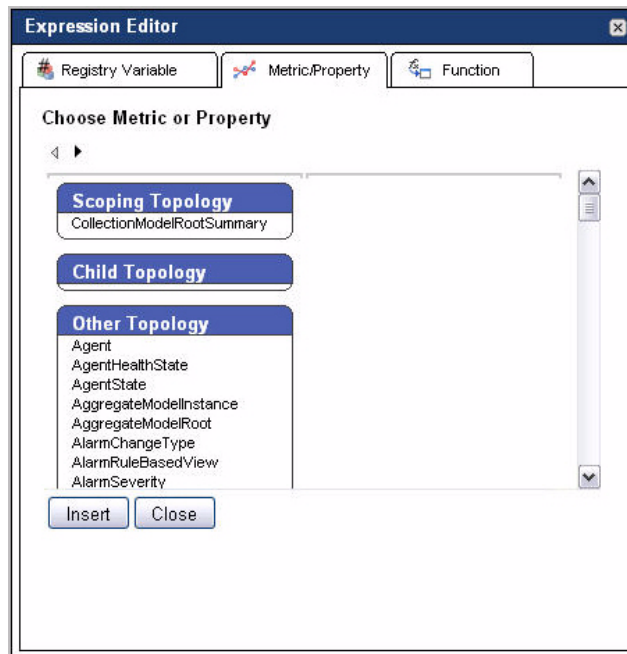 Expression Editor
Registry Variable
Metric/Property
Function
Choose Metric or Property
Scoping Topology
CollectionModelRootSummary
Child Topology
Other Topology
Agent
AgentHealthState
AgentState
AggregateModelInstance
AggregateModelRoot
AlarmChangeType
AlarmRuleBasedView
AlarmSeverity
Insert
Close